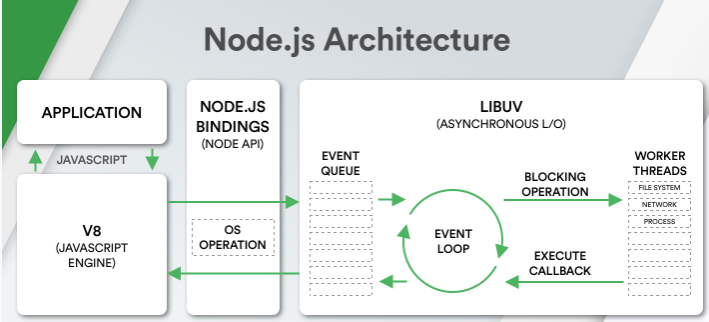 Node.js Architecture
APPLICATION
JAVASCRIPT
V8
(JAVASCRIPT
ENGINE)
NODE.JS
BINDINGS
(NODE API)
OS
OPERATION
LIBUV
(ASYNCHRONOUS L/O)
EVENT
QUEUE
EVENT
LOOP
BLOCKING
OPERATION
EXECUTE
CALLBACK
WORKER
THREADS
FILE SYSTEM
NETWORK
PROCESS